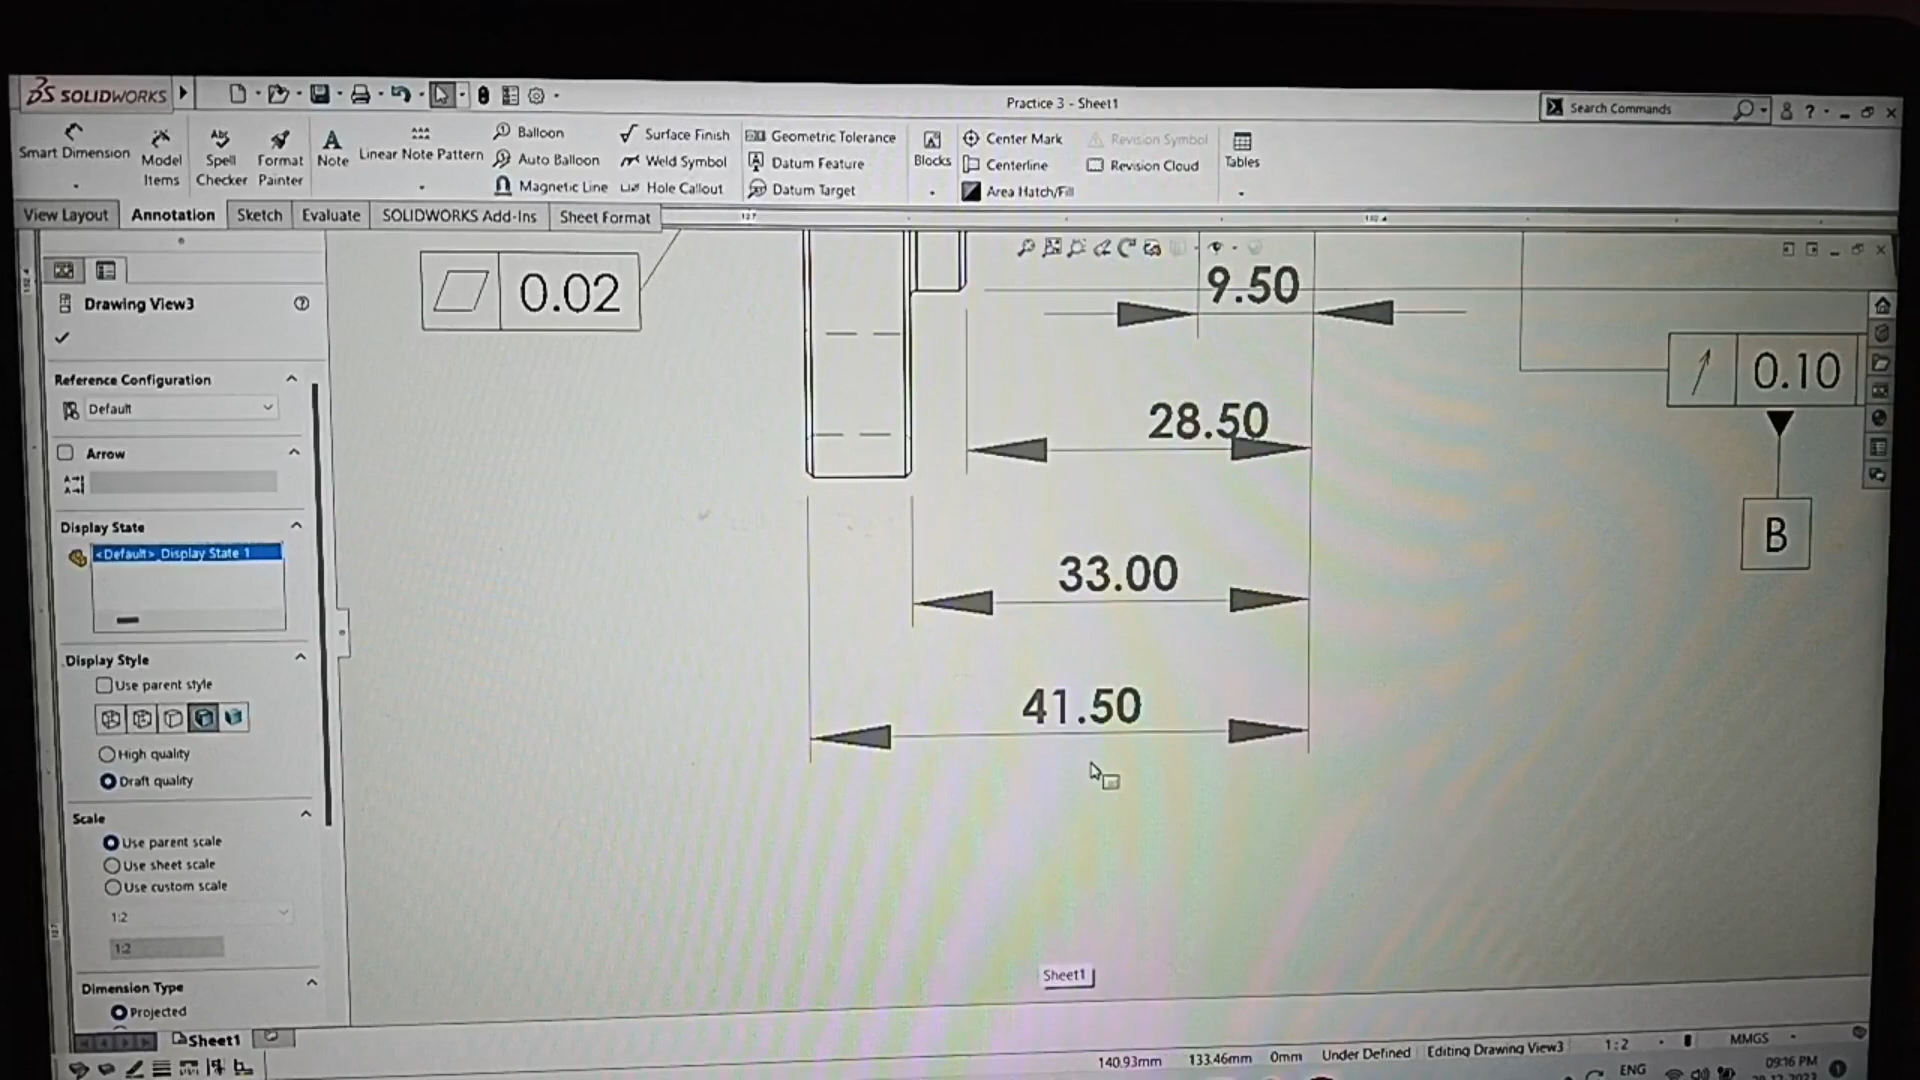 SOLIDWORKS
Practice 3 - Sheet1
Search Commands
?
Smart Dimension
Model Items
Spell Checker
Format Painter
Note
Linear Note Pattern
Balloon
Auto Balloon
Magnetic Line
Surface Finish
Weld Symbol
Hole Callout
Geometric Tolerance
Datum Feature
Datum Target
Blocks
Center Mark
Centerline
Area Hatch/Fill
Revision Symbol
Revision Cloud
Tables
View Layout
Annotation
Sketch
Evaluate
SOLIDWORKS Add-Ins
Sheet Format
Drawing View3
Reference Configuration
Default
Arrow
Display State
<Default>_Display State 1
Display Style
Use parent style
High quality
Draft quality
Scale
Use parent scale
Use sheet scale
Use custom scale
1:2
1:2
Dimension Type
Projected
0.02
9.50
28.50
33.00
41.50
0.10
B
Sheet1
Sheet1
140.93mm 133.46mm 0mm Under Defined Editing Drawing View3 1:2 MMGS
ENG
09:16 PM